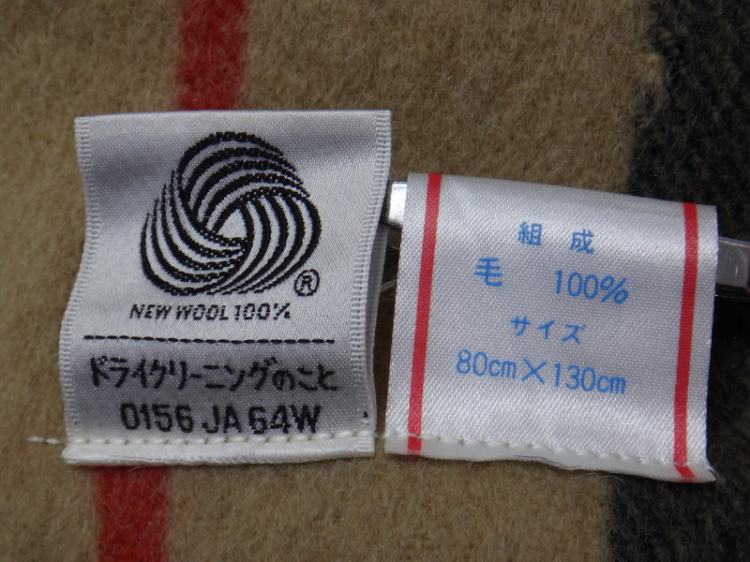 ®
NEW WOOL 100%
ドライクリーニングのこと
0156 JA 64W
組成
毛 100%
サイズ
80cm×130cm